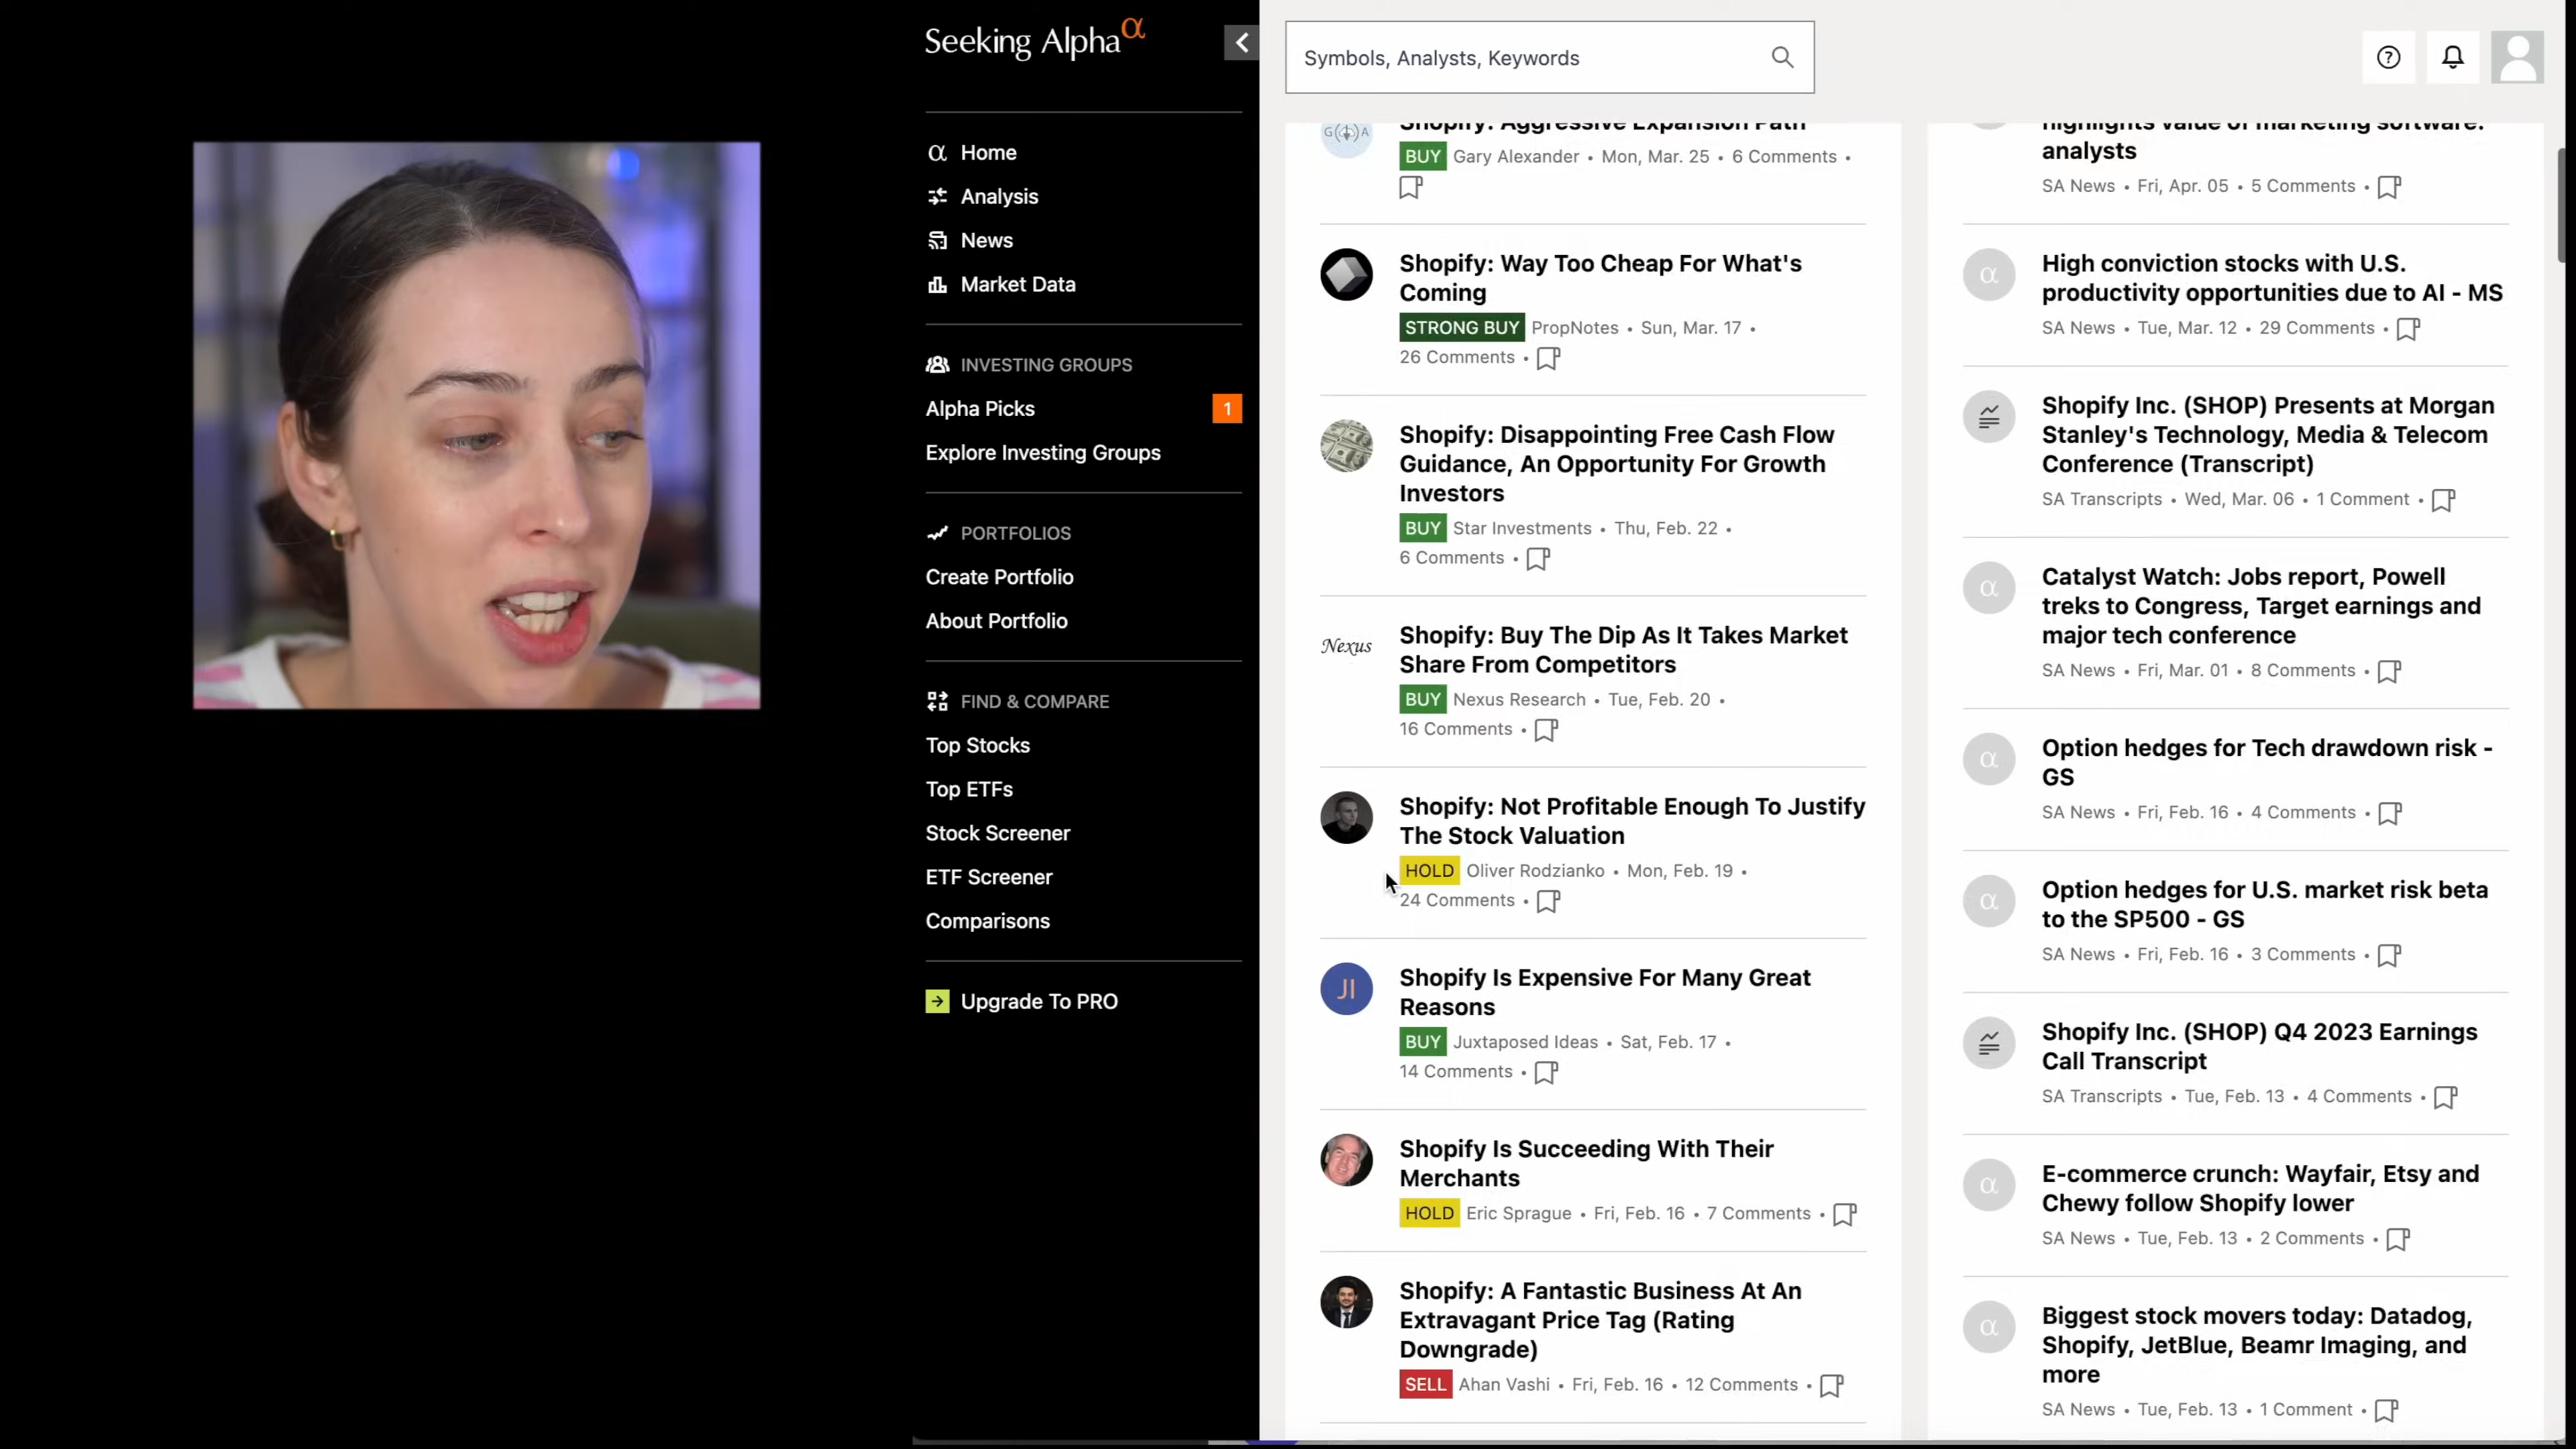 Seeking Alphaα
Symbols, Analysts, Keywords
Home
Analysis
News
Market Data
INVESTING GROUPS
Alpha Picks 1
Explore Investing Groups
PORTFOLIOS
Create Portfolio
About Portfolio
FIND & COMPARE
Top Stocks
Top ETFs
Stock Screener
ETF Screener
Comparisons
Upgrade To PRO
G A
Shopify: Aggressive Expansion Path
BUY Gary Alexander • Mon, Mar. 25 • 6 Comments •
Shopify: Way Too Cheap For What's
Coming
STRONG BUY PropNotes • Sun, Mar. 17 •
26 Comments •
Shopify: Disappointing Free Cash Flow
Guidance, An Opportunity For Growth
Investors
BUY Star Investments • Thu, Feb. 22 •
6 Comments •
Nexus
Shopify: Buy The Dip As It Takes Market
Share From Competitors
BUY Nexus Research • Tue, Feb. 20 •
16 Comments •
Shopify: Not Profitable Enough To Justify
The Stock Valuation
HOLD Oliver Rodzianko • Mon, Feb. 19 •
24 Comments •
JI
Shopify Is Expensive For Many Great
Reasons
BUY Juxtaposed Ideas • Sat, Feb. 17 •
14 Comments •
Shopify Is Succeeding With Their
Merchants
HOLD Eric Sprague • Fri, Feb. 16 • 7 Comments •
Shopify: A Fantastic Business At An
Extravagant Price Tag (Rating
Downgrade)
SELL Ahan Vashi • Fri, Feb. 16 • 12 Comments •
highlights value of marketing software:
analysts
SA News • Fri, Apr. 05 • 5 Comments •
High conviction stocks with U.S.
productivity opportunities due to AI - MS
SA News • Tue, Mar. 12 • 29 Comments •
Shopify Inc. (SHOP) Presents at Morgan
Stanley's Technology, Media & Telecom
Conference (Transcript)
SA Transcripts • Wed, Mar. 06 • 1 Comment •
Catalyst Watch: Jobs report, Powell
treks to Congress, Target earnings and
major tech conference
SA News • Fri, Mar. 01 • 8 Comments •
Option hedges for Tech drawdown risk -
GS
SA News • Fri, Feb. 16 • 4 Comments •
Option hedges for U.S. market risk beta
to the SP500 - GS
SA News • Fri, Feb. 16 • 3 Comments •
Shopify Inc. (SHOP) Q4 2023 Earnings
Call Transcript
SA Transcripts • Tue, Feb. 13 • 4 Comments •
E-commerce crunch: Wayfair, Etsy and
Chewy follow Shopify lower
SA News • Tue, Feb. 13 • 2 Comments •
Biggest stock movers today: Datadog,
Shopify, JetBlue, Beamr Imaging, and
more
SA News • Tue, Feb. 13 • 1 Comment •